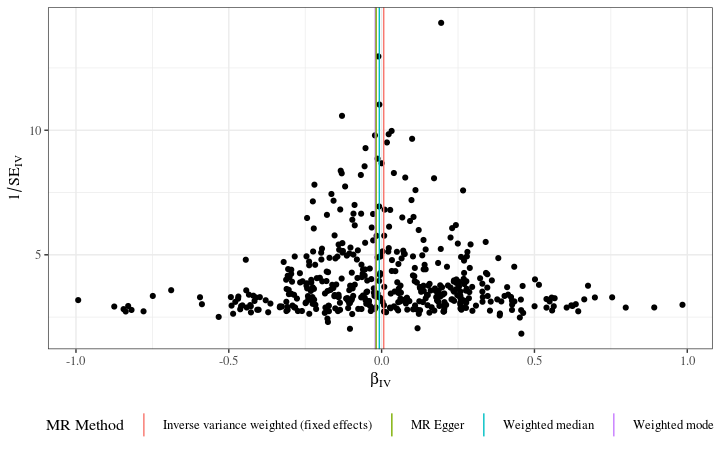 10
5
1/SE_IV
-1.0 -0.5 0.0 0.5 1.0
β_IV
MR Method Inverse variance weighted (fixed effects) MR Egger Weighted median Weighted mode